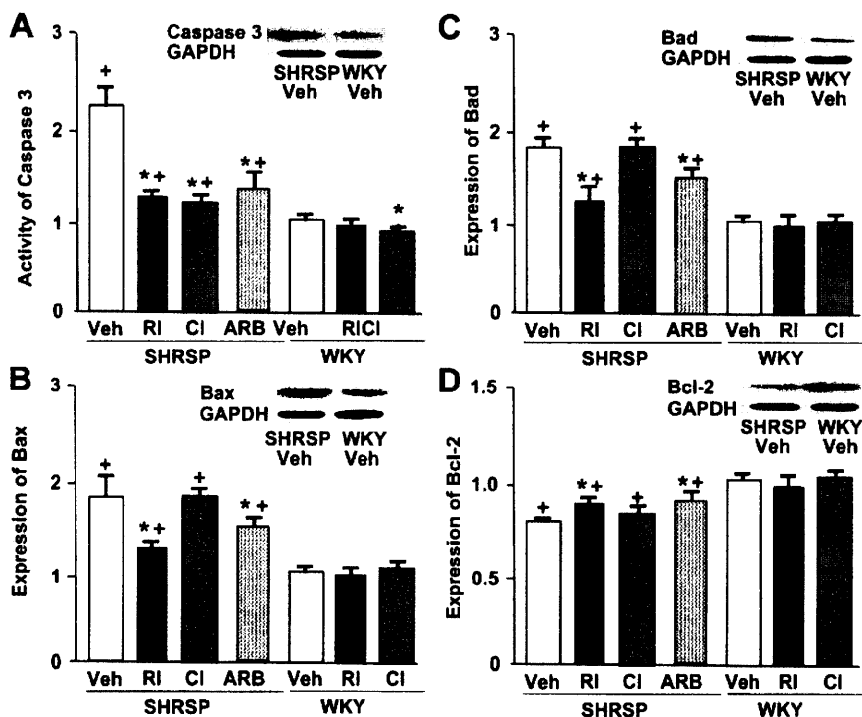 A
3
Caspase 3
GAPDH
SHRSP WKY
Veh Veh
Activity of Caspase 3
2
1
0
+
*+
*+
*+
*
Veh RI CI ARB Veh RICI
SHRSP WKY
B
3
Bax
GAPDH
SHRSP WKY
Veh Veh
Expression of Bax
2
1
0
+
*+
+
*+
Veh RI CI ARB Veh RI CI
SHRSP WKY
C
3
Bad
GAPDH
SHRSP WKY
Veh Veh
Expression of Bad
2
1
0
+
*+
+
*+
Veh RI CI ARB Veh RI CI
SHRSP WKY
D
1.5
Bcl-2
GAPDH
SHRSP WKY
Veh Veh
Expression of Bcl-2
1.0
0.5
0
+
*+
+
*+
Veh RI CI ARB Veh RI CI
SHRSP WKY